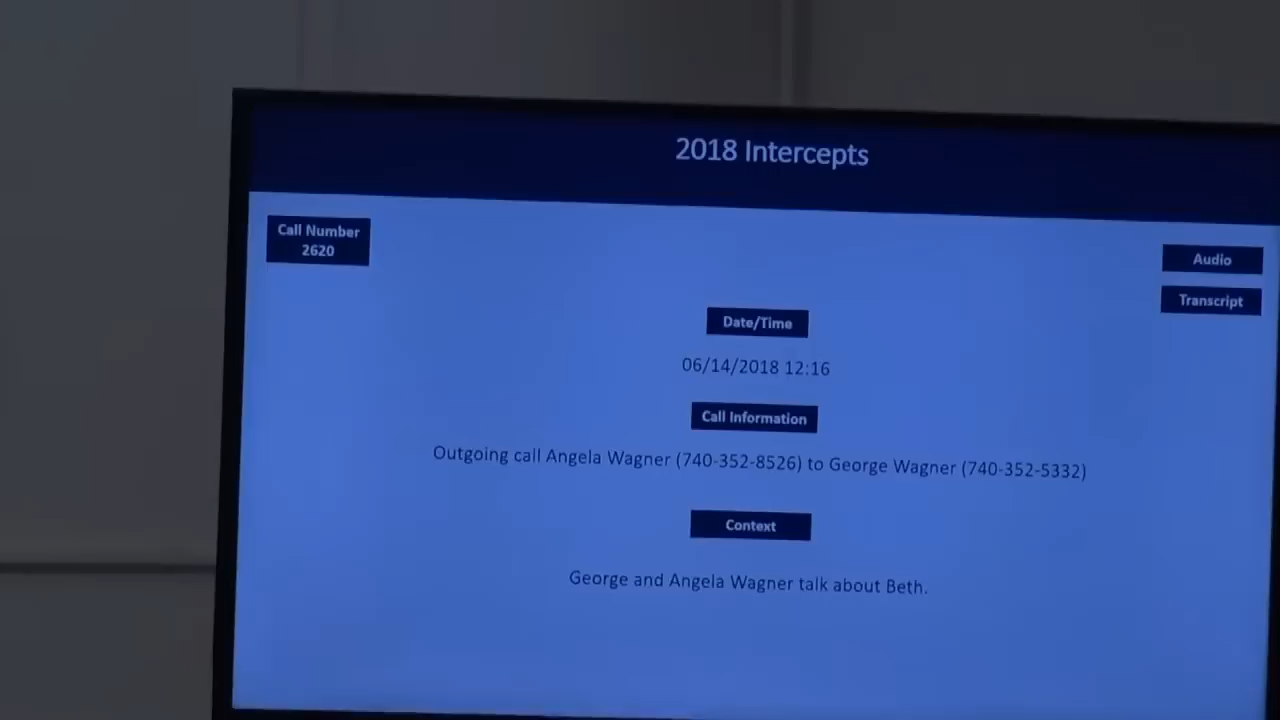 2018 Intercepts
Call Number
2620
Audio
Transcript
Date/Time
06/14/2018 12:16
Call Information
Outgoing call Angela Wagner (740-352-8526) to George Wagner (740-352-5332)
Context
George and Angela Wagner talk about Beth.